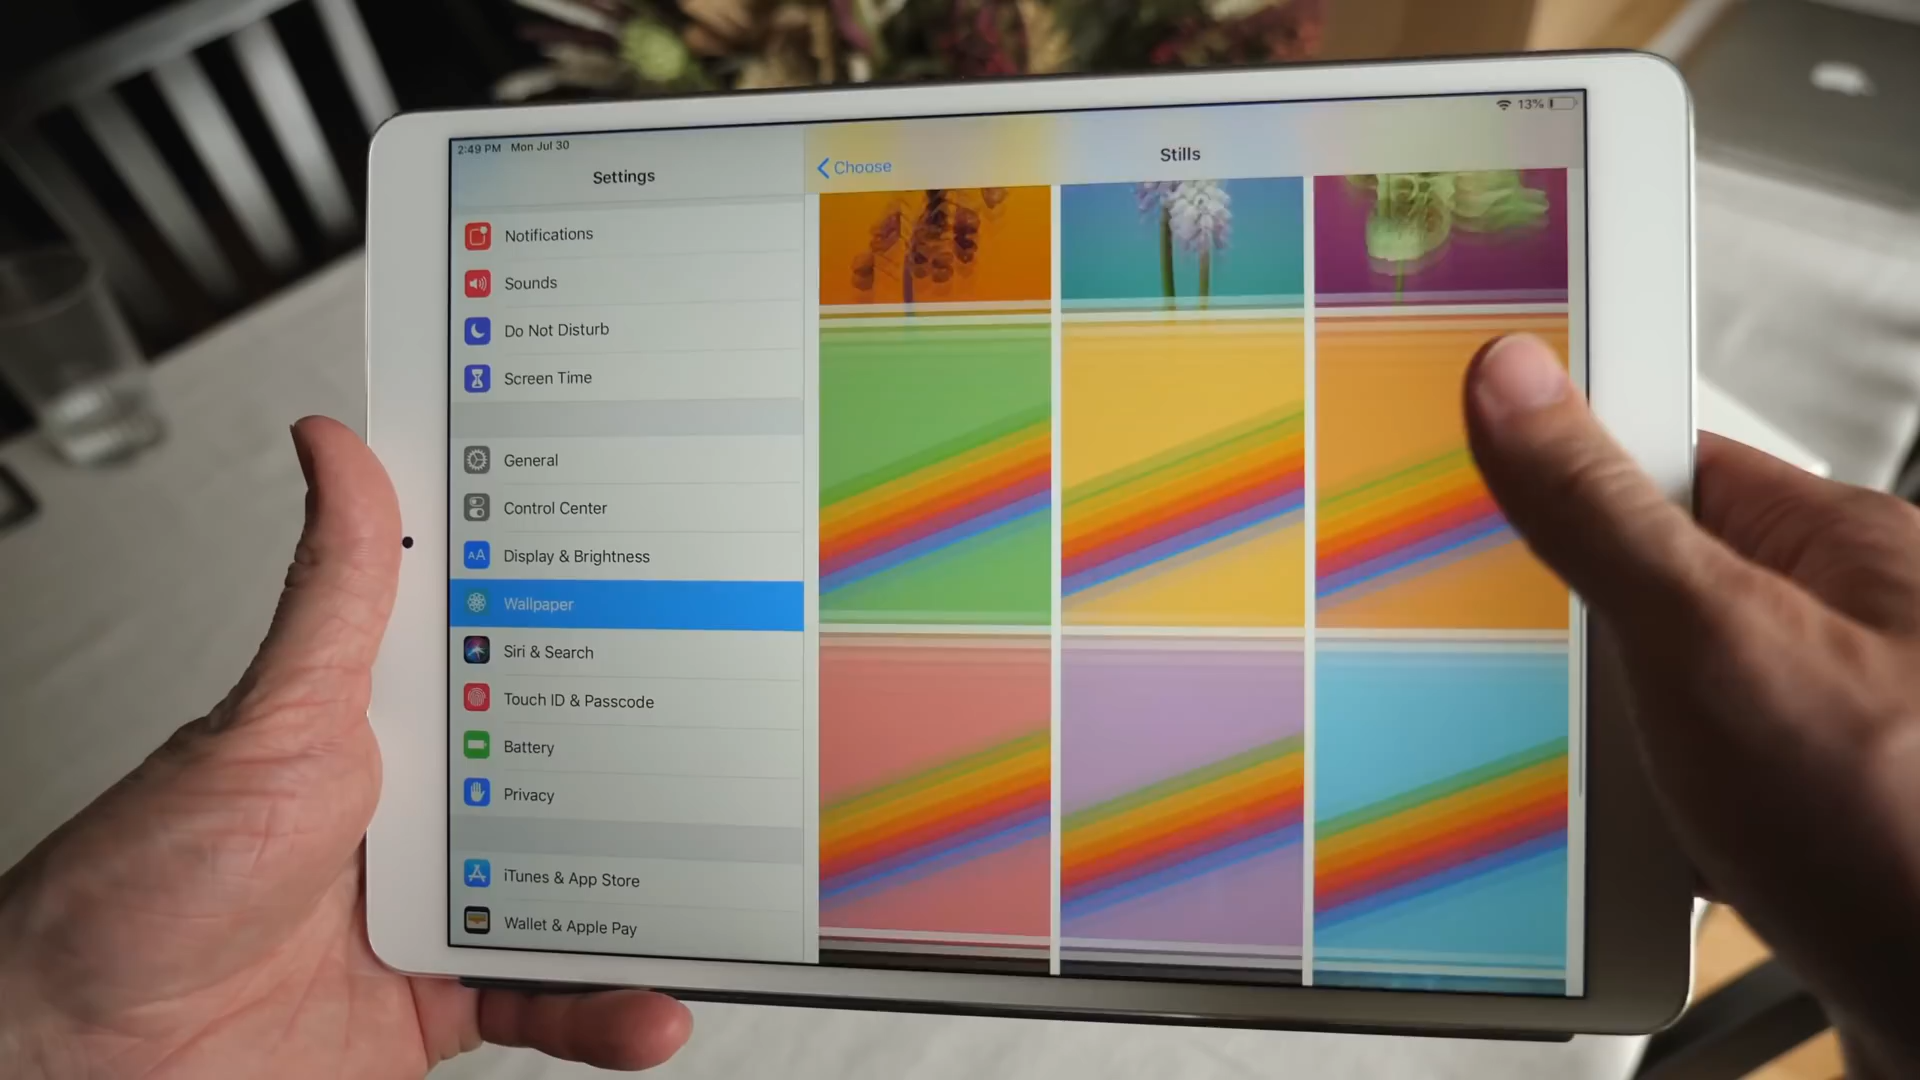 2:49 PM Mon Jul 30
13%
Settings
Choose
Stills
Notifications
Sounds
Do Not Disturb
Screen Time
General
Control Center
AA Display & Brightness
Wallpaper
Siri & Search
Touch ID & Passcode
Battery
Privacy
iTunes & App Store
Wallet & Apple Pay